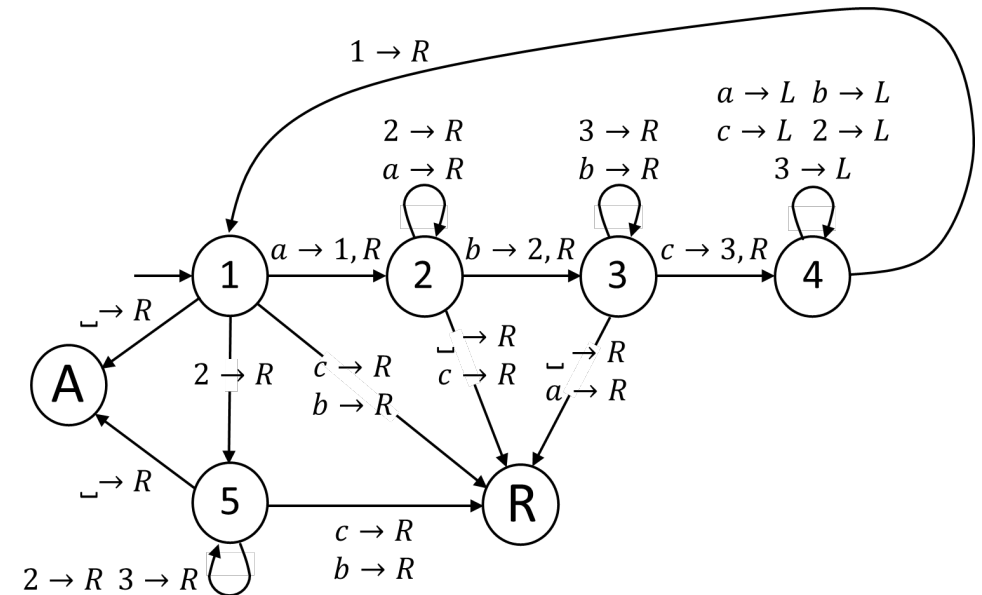 1 → R
a → L b → L
c → L 2 → L
3 → L
2 → R
a → R
3 → R
b → R
1
a → 1, R
2
b → 2, R
3
c → 3, R
4
␣ → R
A
2 → R
c → R
b → R
␣ → R
c → R
␣ → R
a → R
␣ → R
5
R
c → R
b → R
2 → R 3 → R